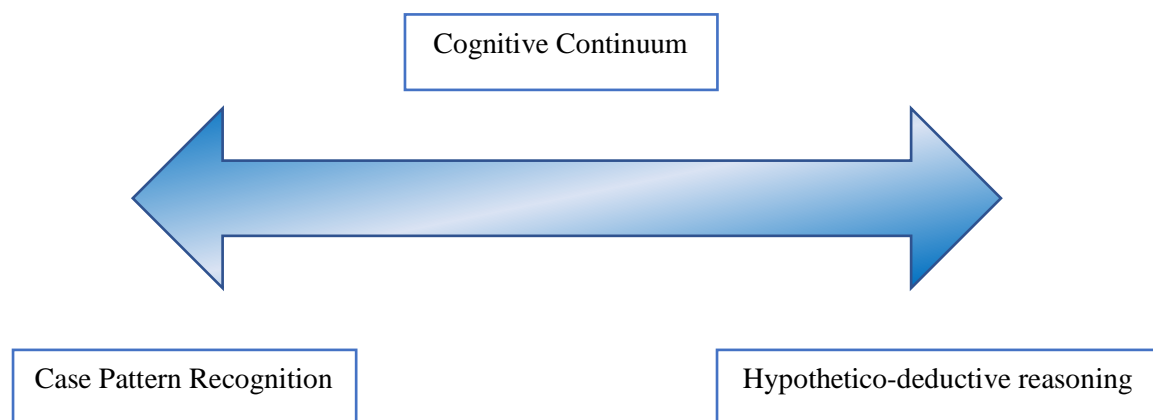 Cognitive Continuum
Case Pattern Recognition
Hypothetico-deductive reasoning